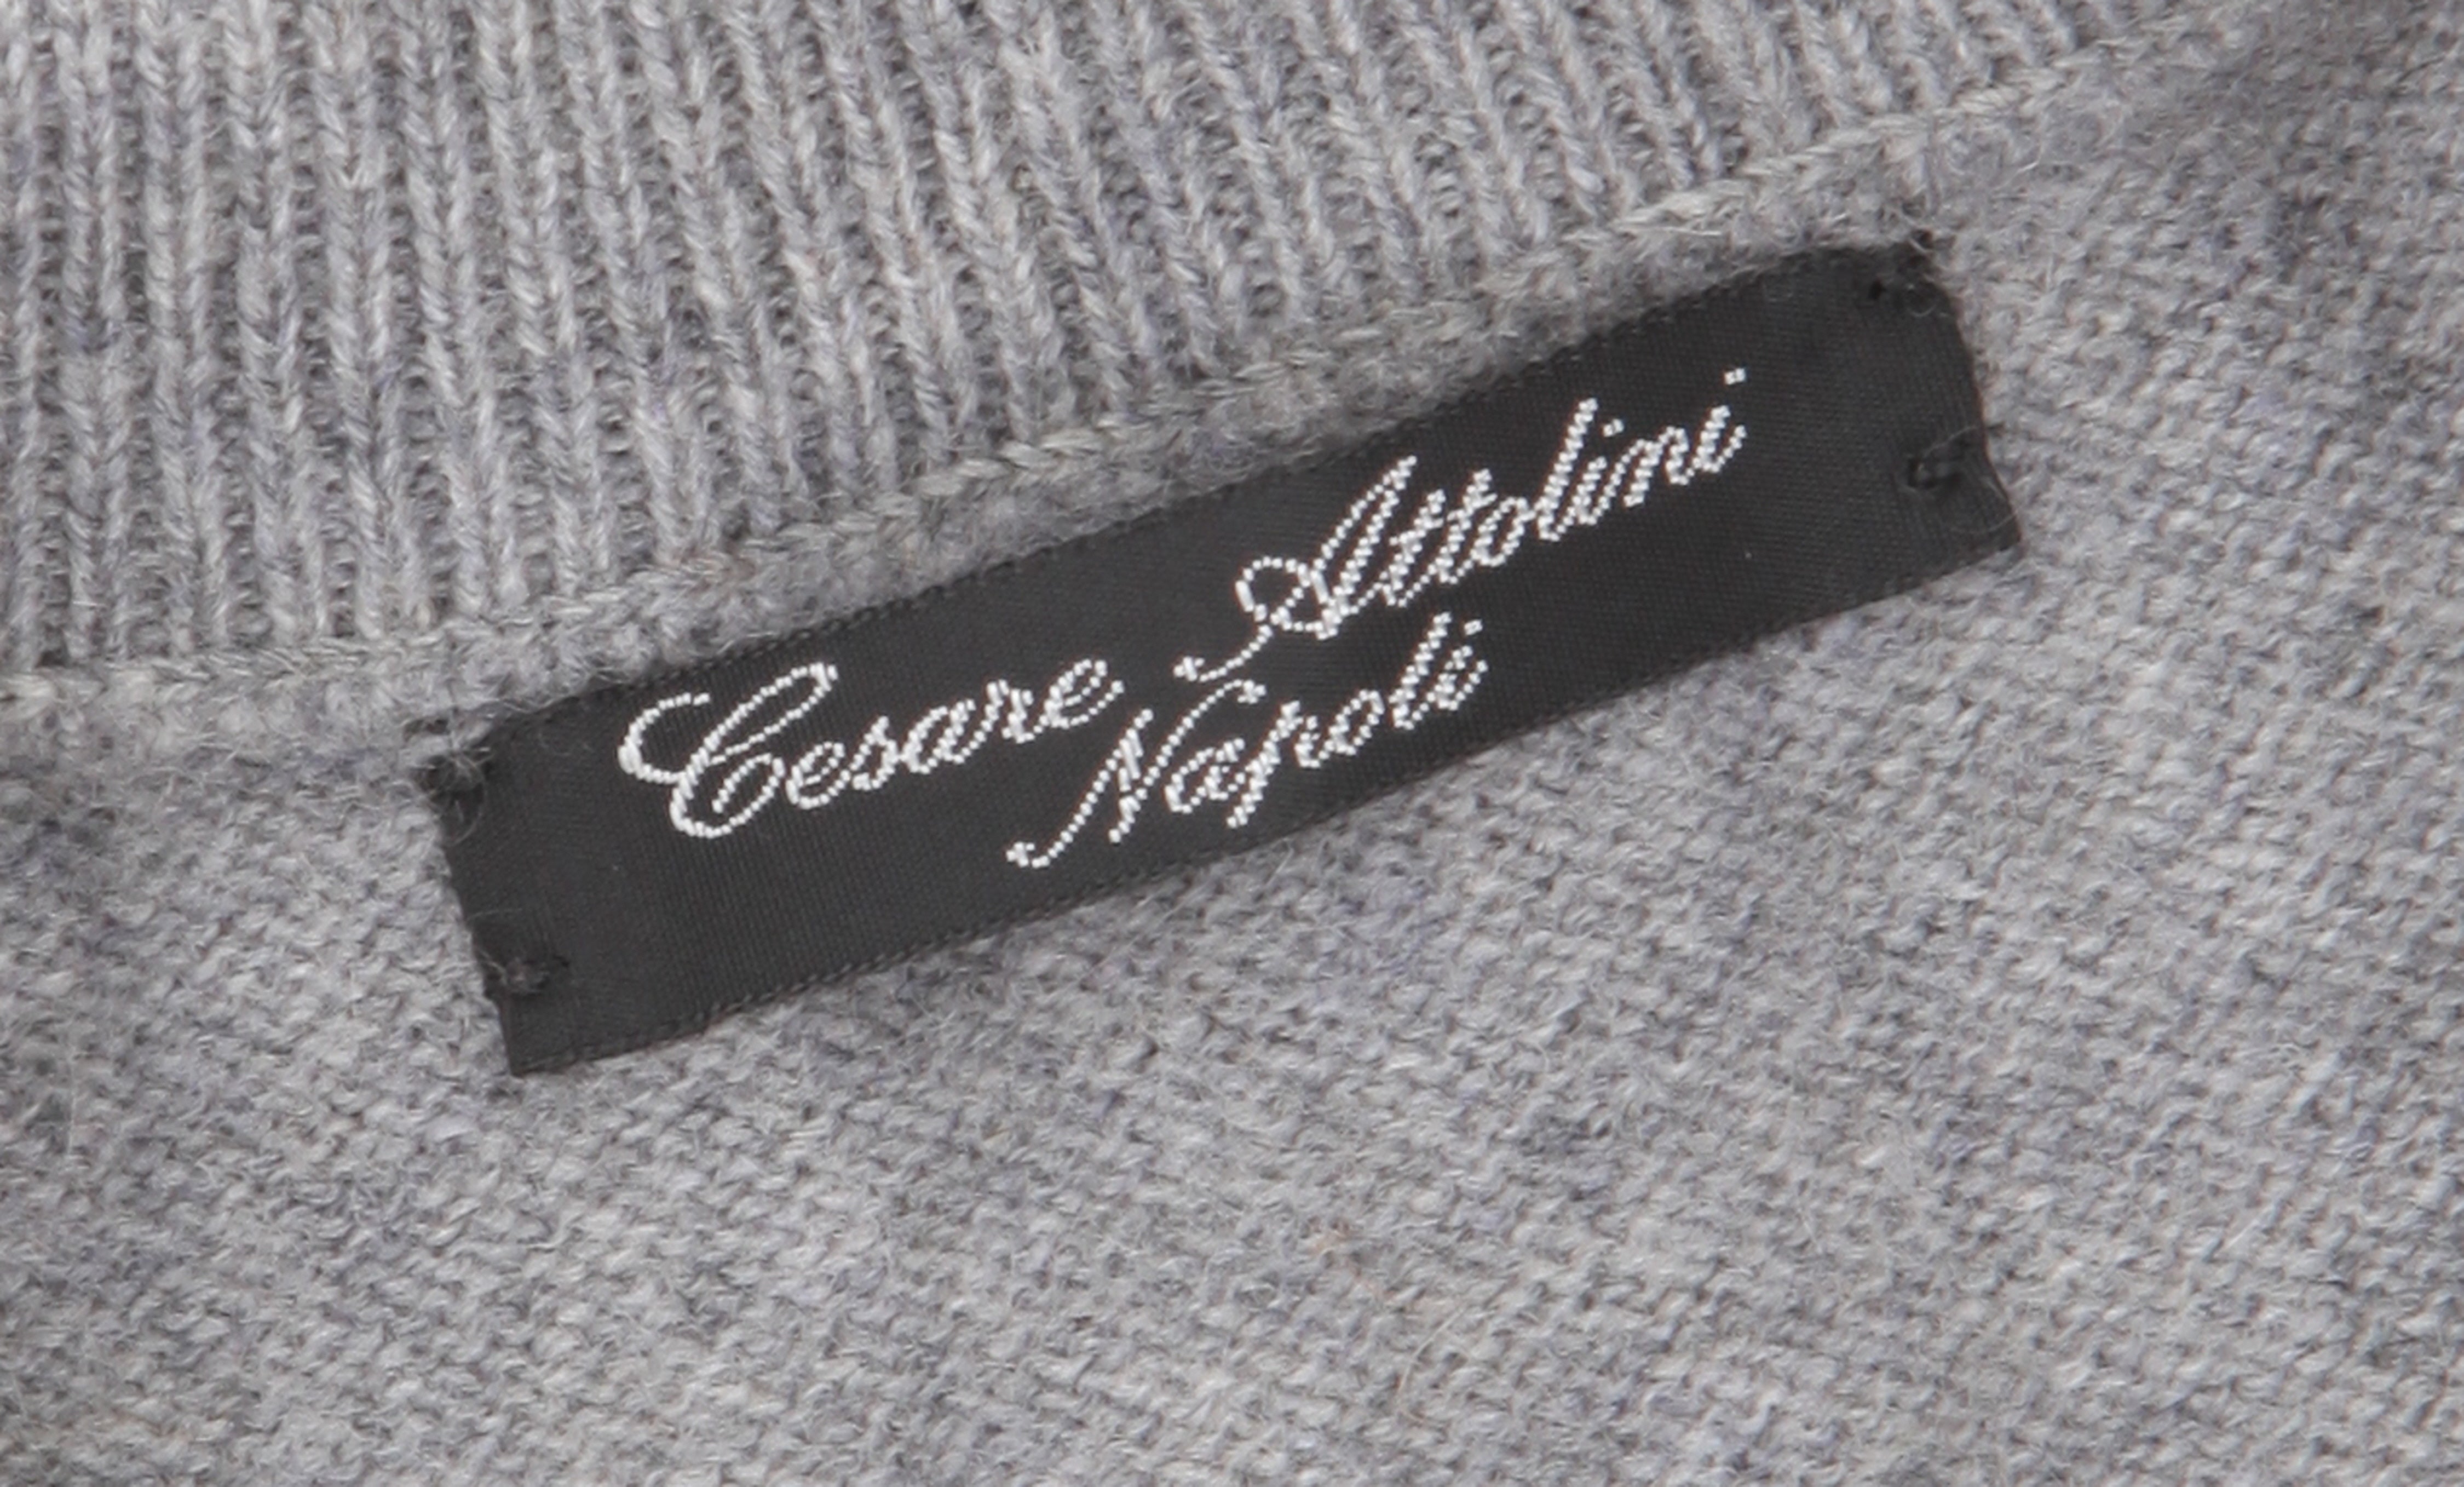 Cesare Attolini
Napoli